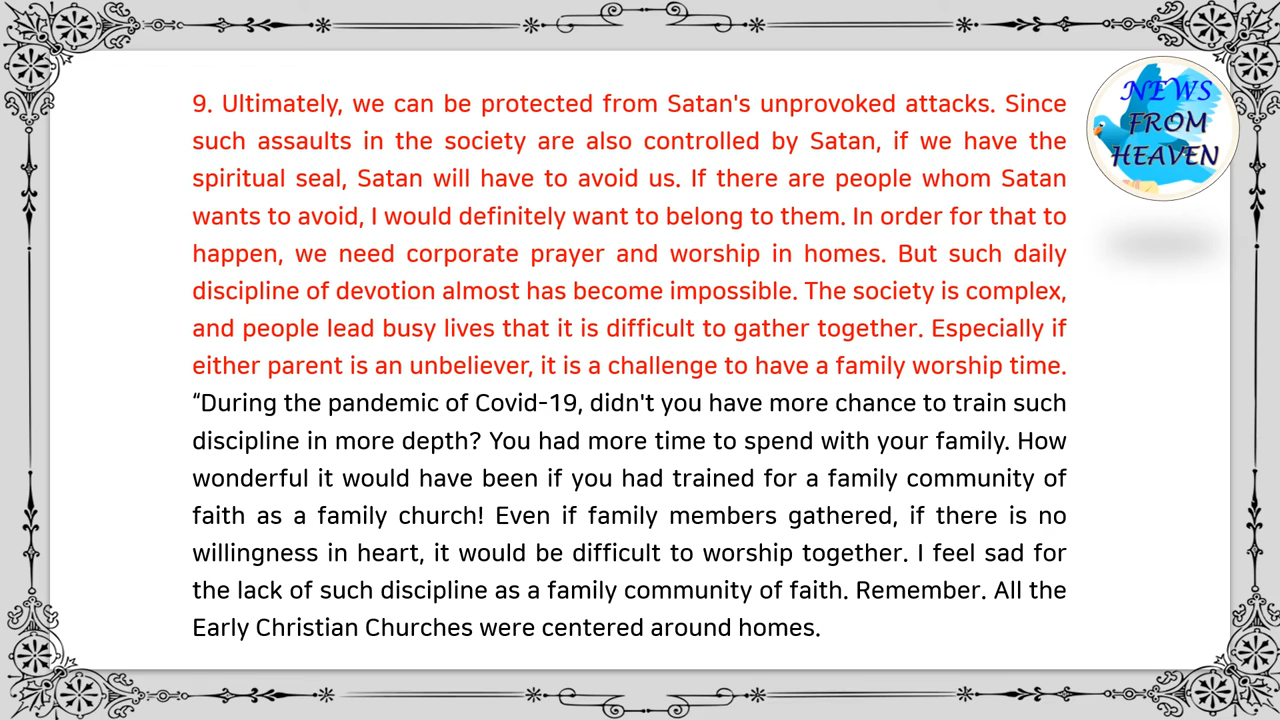 9. Ultimately, we can be protected from Satan's unprovoked attacks. Since
such assaults in the society are also controlled by Satan, if we have the
spiritual seal, Satan will have to avoid us. If there are people whom Satan
wants to avoid, I would definitely want to belong to them. In order for that to
happen, we need corporate prayer and worship in homes. But such daily
discipline of devotion almost has become impossible. The society is complex,
and people lead busy lives that it is difficult to gather together. Especially if
either parent is an unbeliever, it is a challenge to have a family worship time.
“During the pandemic of Covid-19, didn't you have more chance to train such
discipline in more depth? You had more time to spend with your family. How
wonderful it would have been if you had trained for a family community of
faith as a family church! Even if family members gathered, if there is no
willingness in heart, it would be difficult to worship together. I feel sad for
the lack of such discipline as a family community of faith. Remember. All the
Early Christian Churches were centered around homes.
NEWS
FROM
HEAVEN